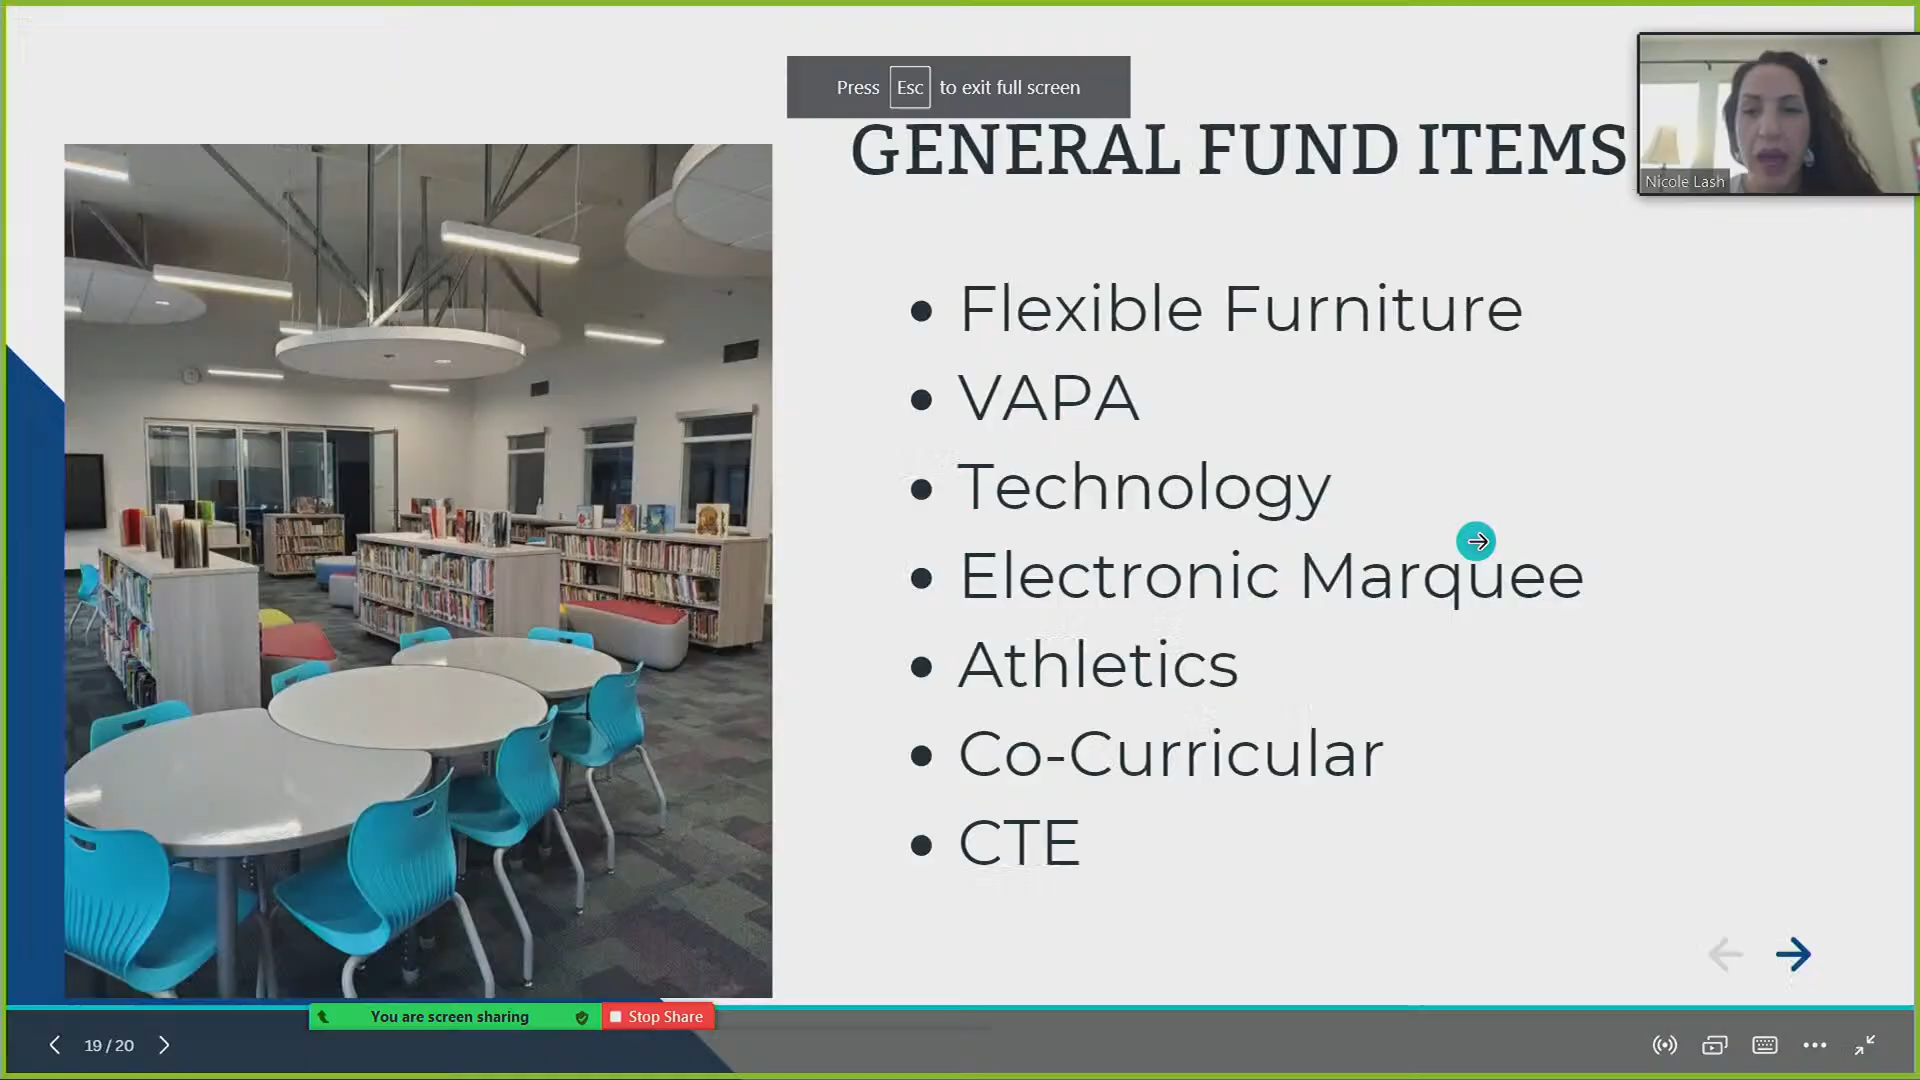 Press Esc to exit full screen
GENERAL FUND ITEMS
Nicole Lash
• Flexible Furniture
• VAPA
• Technology
• Electronic Marquee
• Athletics
• Co-Curricular
• CTE
You are screen sharing
Stop Share
19 / 20